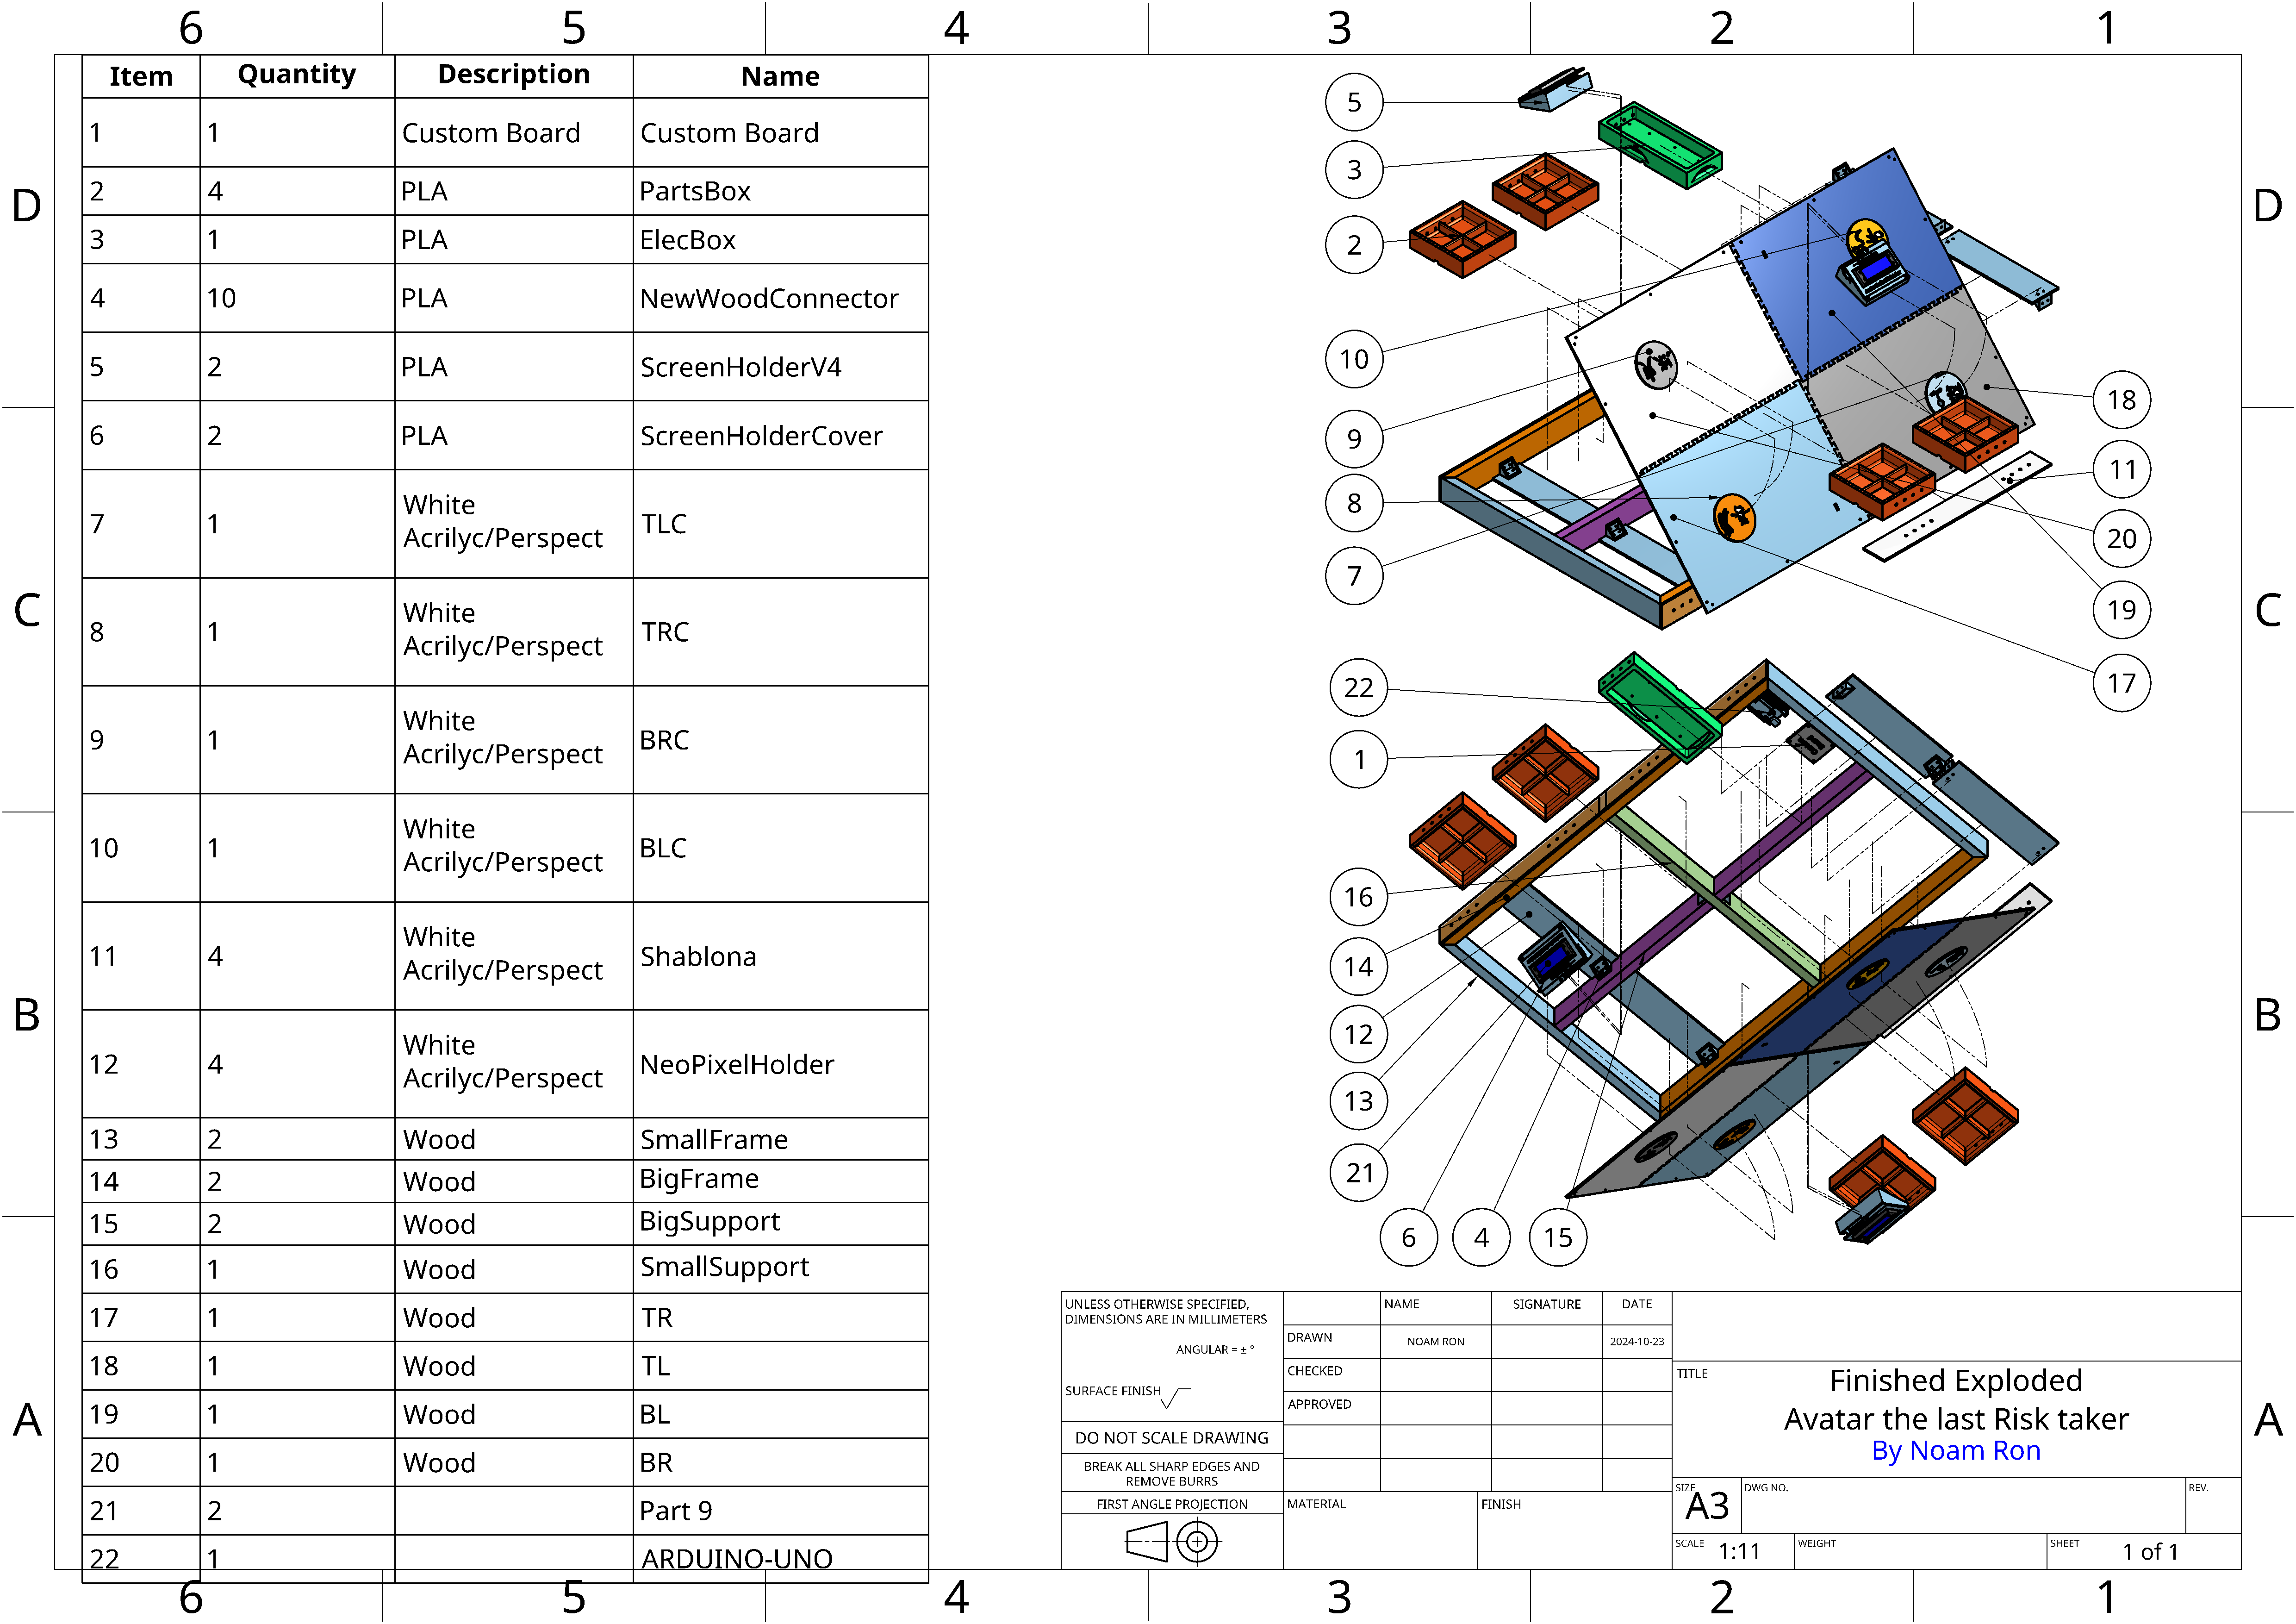 6 5 4 3 2 1
D D
C C
B B
A A
Item Quantity Description Name
1 1 Custom Board Custom Board
2 4 PLA PartsBox
3 1 PLA ElecBox
4 10 PLA NewWoodConnector
5 2 PLA ScreenHolderV4
6 2 PLA ScreenHolderCover
7 1 White Acrilyc/Perspect TLC
8 1 White Acrilyc/Perspect TRC
9 1 White Acrilyc/Perspect BRC
10 1 White Acrilyc/Perspect BLC
11 4 White Acrilyc/Perspect Shablona
12 4 White Acrilyc/Perspect NeoPixelHolder
13 2 Wood SmallFrame
14 2 Wood BigFrame
15 2 Wood BigSupport
16 1 Wood SmallSupport
17 1 Wood TR
18 1 Wood TL
19 1 Wood BL
20 1 Wood BR
21 2 Part 9
22 1 ARDUINO-UNO
5
3
2
10
9
8
7
18
11
20
19
17
22
1
16
14
12
13
21
6 4 15
UNLESS OTHERWISE SPECIFIED,
DIMENSIONS ARE IN MILLIMETERS
ANGULAR = ± °
SURFACE FINISH
DO NOT SCALE DRAWING
BREAK ALL SHARP EDGES AND
REMOVE BURRS
FIRST ANGLE PROJECTION
NAME SIGNATURE DATE
DRAWN NOAM RON 2024-10-23
CHECKED
APPROVED
MATERIAL FINISH
TITLE
Finished Exploded
Avatar the last Risk taker
By Noam Ron
SIZE A3 DWG NO. REV.
SCALE 1:11 WEIGHT SHEET 1 of 1
6 5 4 3 2 1